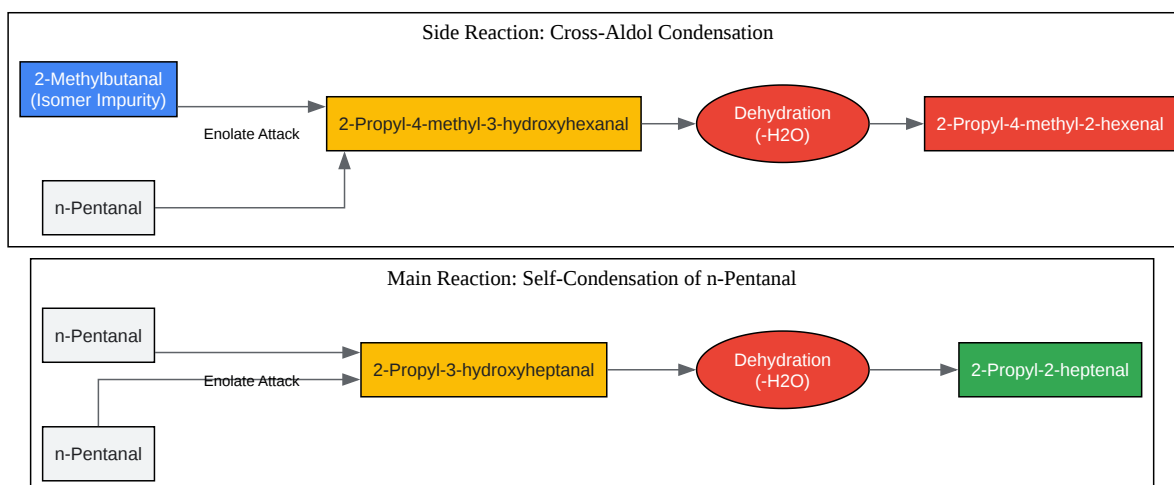 Side Reaction: Cross-Aldol Condensation
2-Methylbutanal
(Isomer Impurity)
Enolate Attack
n-Pentanal
2-Propyl-4-methyl-3-hydroxyhexanal
Dehydration
(-H2O)
2-Propyl-4-methyl-2-hexenal
Main Reaction: Self-Condensation of n-Pentanal
n-Pentanal
Enolate Attack
n-Pentanal
2-Propyl-3-hydroxyheptanal
Dehydration
(-H2O)
2-Propyl-2-heptenal